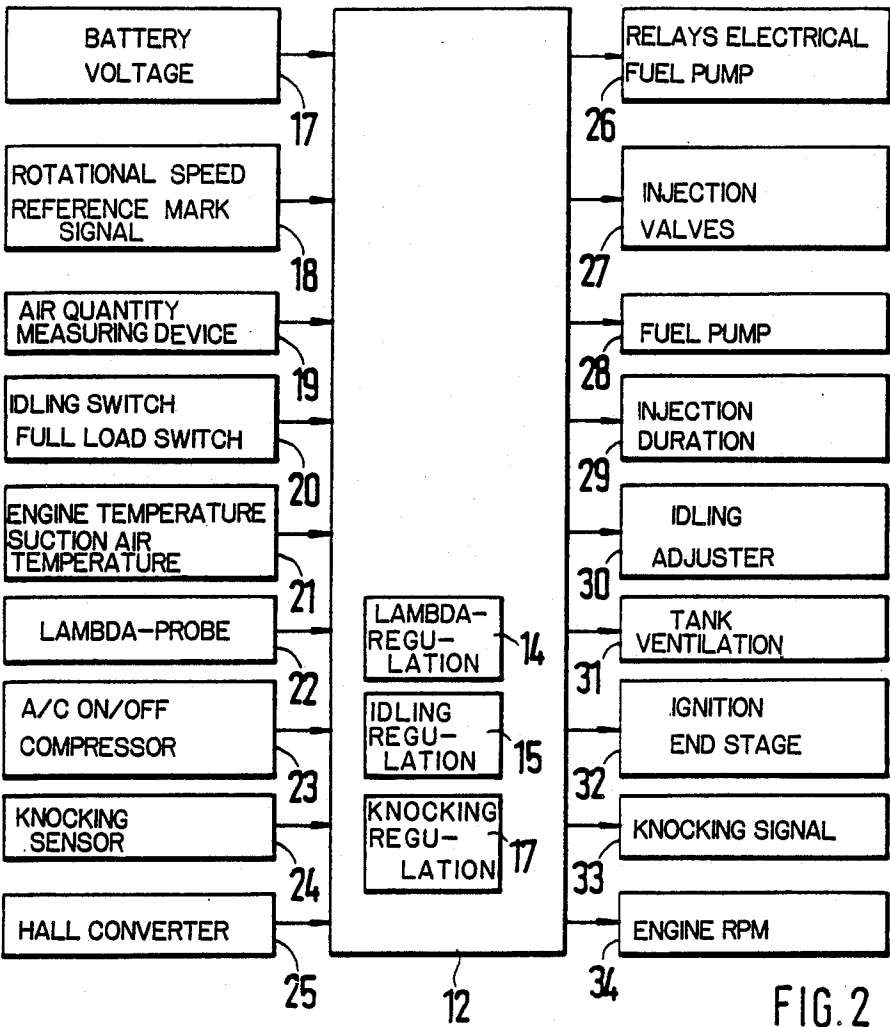 BATTERY
VOLTAGE
17
ROTATIONAL SPEED
REFERENCE MARK
SIGNAL
18
AIR QUANTITY
MEASURING DEVICE
19
IDLING SWITCH
FULL LOAD SWITCH
20
ENGINE TEMPERATURE
SUCTION AIR
TEMPERATURE
21
LAMBDA-PROBE
22
A/C ON/OFF
COMPRESSOR
23
KNOCKING
SENSOR
24
HALL CONVERTER
25
LAMBDA-
REGU-
LATION
14
IDLING
REGU-
LATION
15
KNOCKING
REGU-
LATION
17
12
RELAYS ELECTRICAL
FUEL PUMP
26
INJECTION
VALVES
27
FUEL PUMP
28
INJECTION
DURATION
29
IDLING
ADJUSTER
30
TANK
VENTILATION
31
IGNITION
END STAGE
32
KNOCKING SIGNAL
33
ENGINE RPM
34
FIG. 2